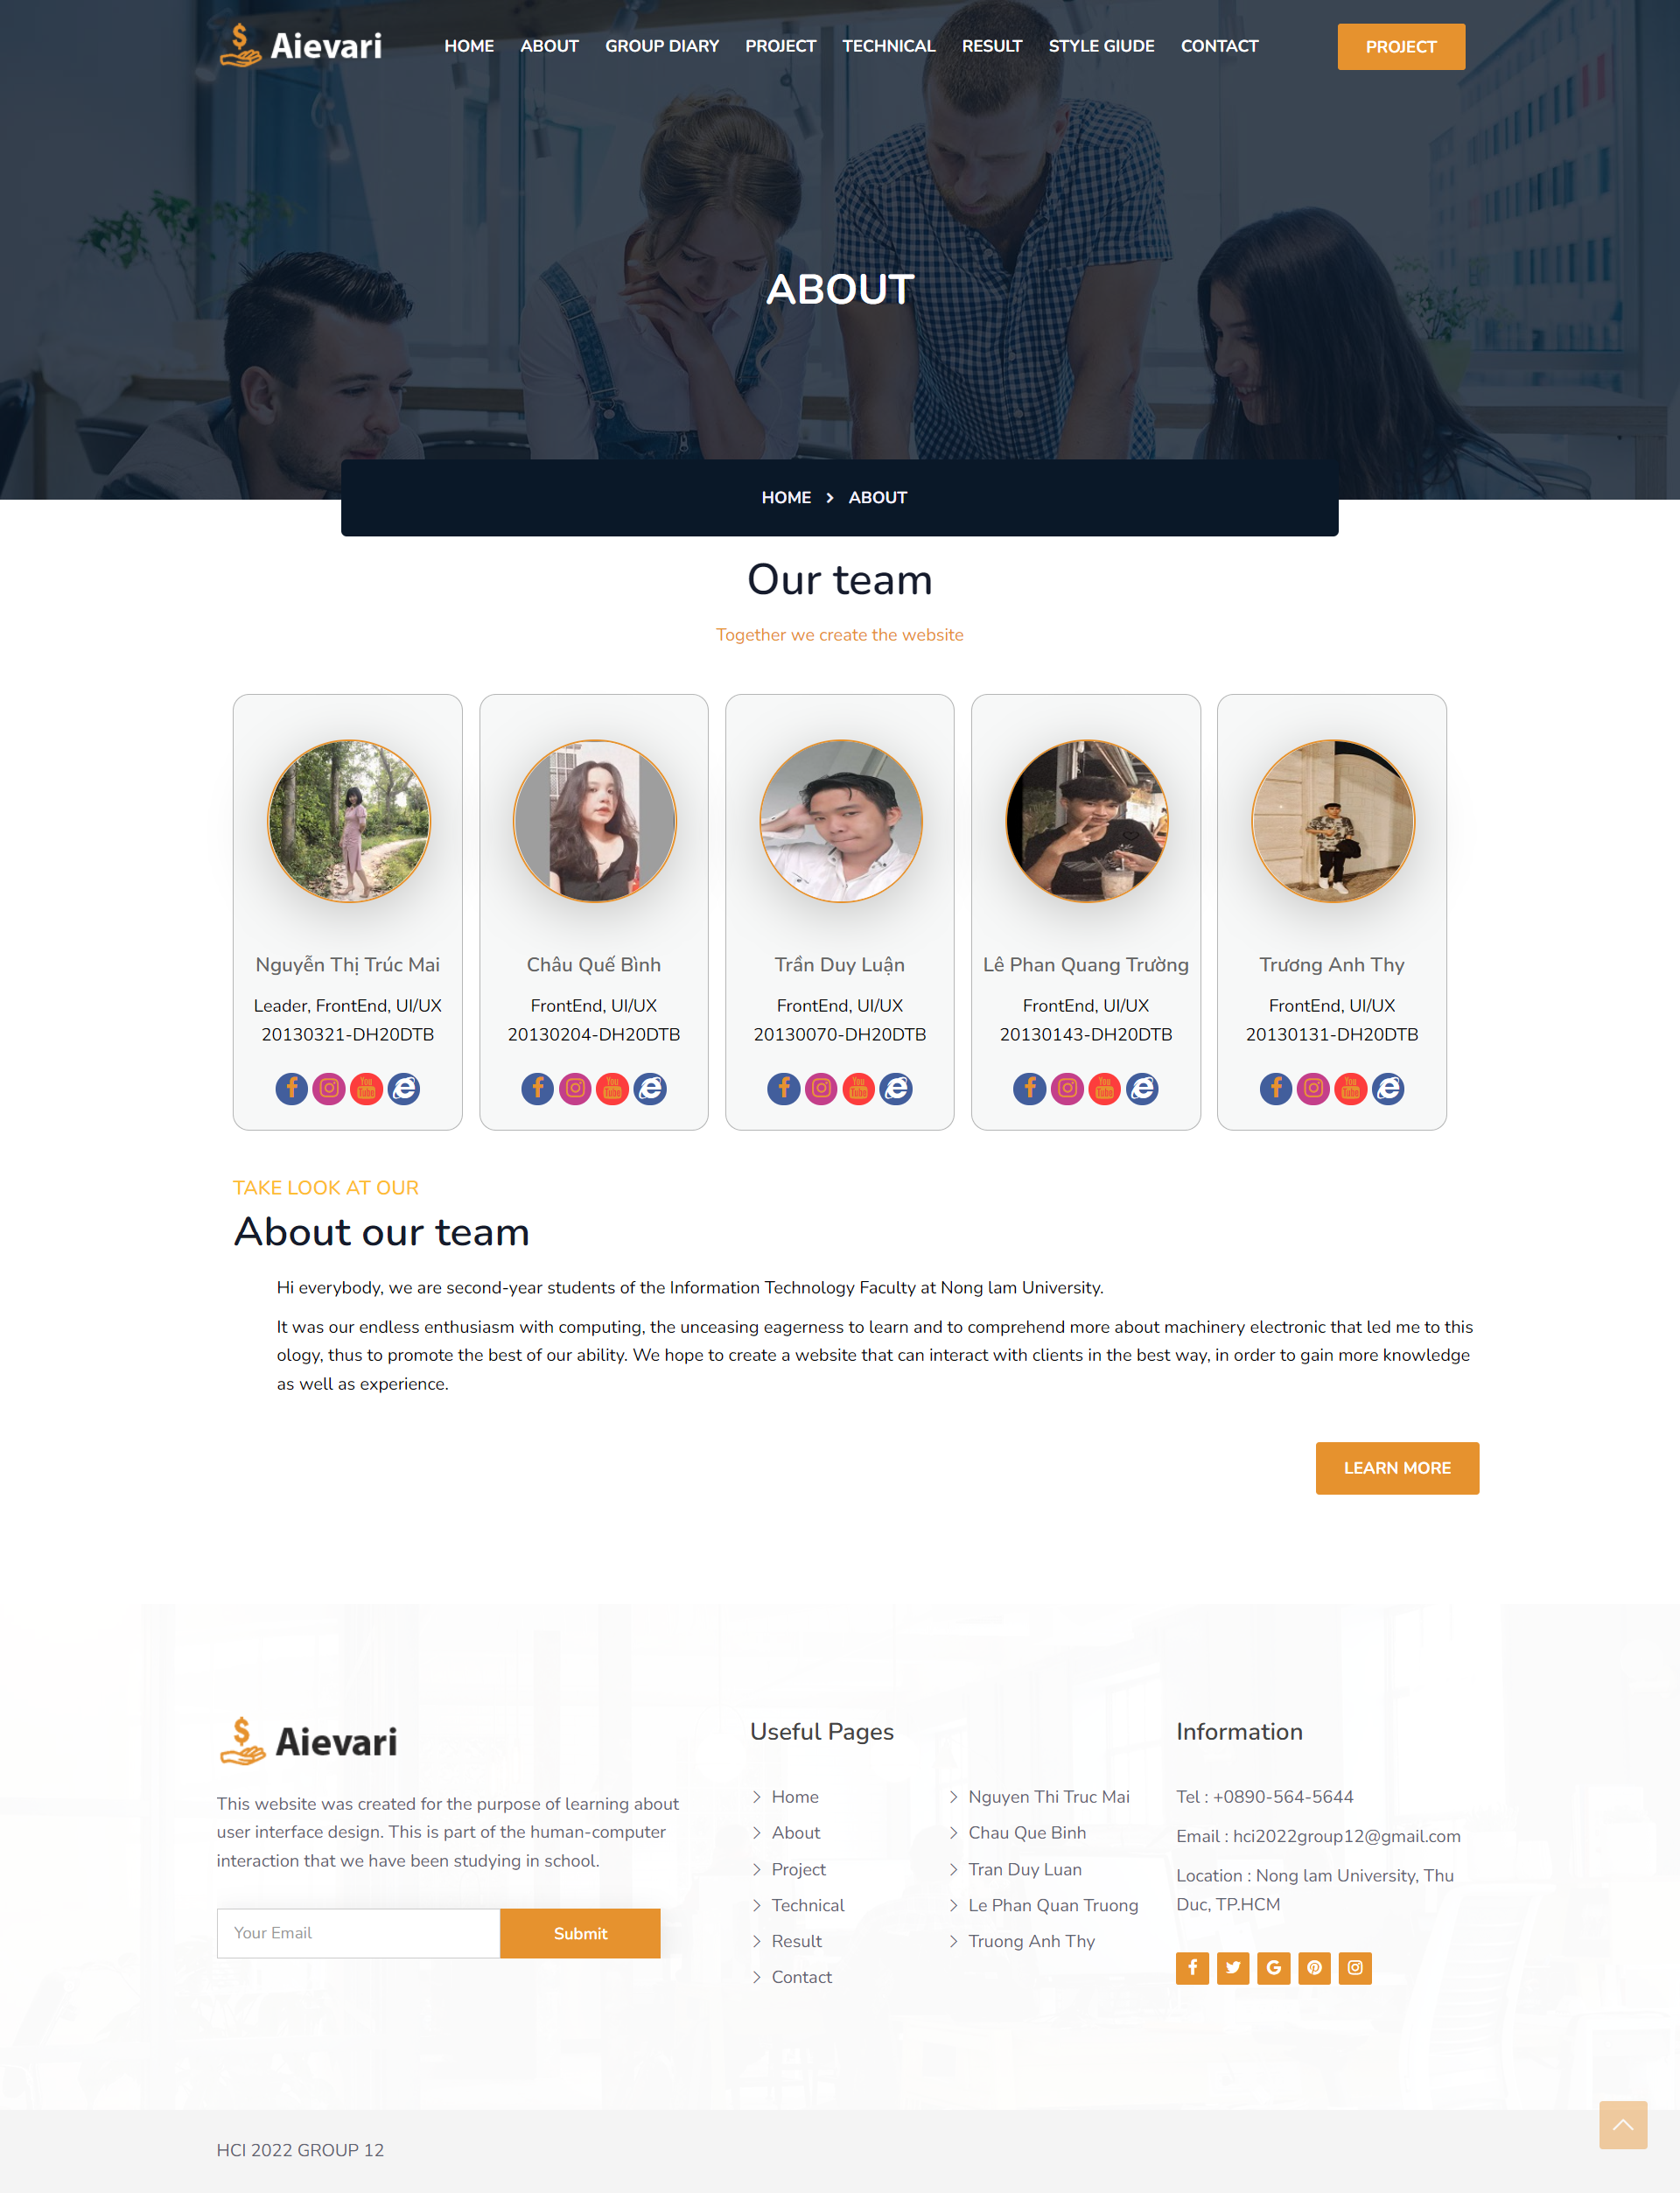 Aievari
HOME ABOUT GROUP DIARY PROJECT TECHNICAL RESULT STYLE GIUDE CONTACT
PROJECT
ABOUT
HOME > ABOUT
Our team
Together we create the website
Nguyễn Thị Trúc Mai
Leader, FrontEnd, UI/UX
20130321-DH20DTB
Châu Quế Bình
FrontEnd, UI/UX
20130204-DH20DTB
Trần Duy Luận
FrontEnd, UI/UX
20130070-DH20DTB
Lê Phan Quang Trường
FrontEnd, UI/UX
20130143-DH20DTB
Trương Anh Thy
FrontEnd, UI/UX
20130131-DH20DTB
You Tube
You Tube
You Tube
You Tube
You Tube
TAKE LOOK AT OUR
About our team
Hi everybody, we are second-year students of the Information Technology Faculty at Nong lam University.
It was our endless enthusiasm with computing, the unceasing eagerness to learn and to comprehend more about machinery electronic that led me to this
ology, thus to promote the best of our ability. We hope to create a website that can interact with clients in the best way, in order to gain more knowledge
as well as experience.
LEARN MORE
Aievari
This website was created for the purpose of learning about
user interface design. This is part of the human-computer
interaction that we have been studying in school.
Your Email
Submit
Useful Pages
Home
About
Project
Technical
Result
Contact
Nguyen Thi Truc Mai
Chau Que Binh
Tran Duy Luan
Le Phan Quan Truong
Truong Anh Thy
Information
Tel : +0890-564-5644
Email : hci2022group12@gmail.com
Location : Nong lam University, Thu
Duc, TP.HCM
HCI 2022 GROUP 12